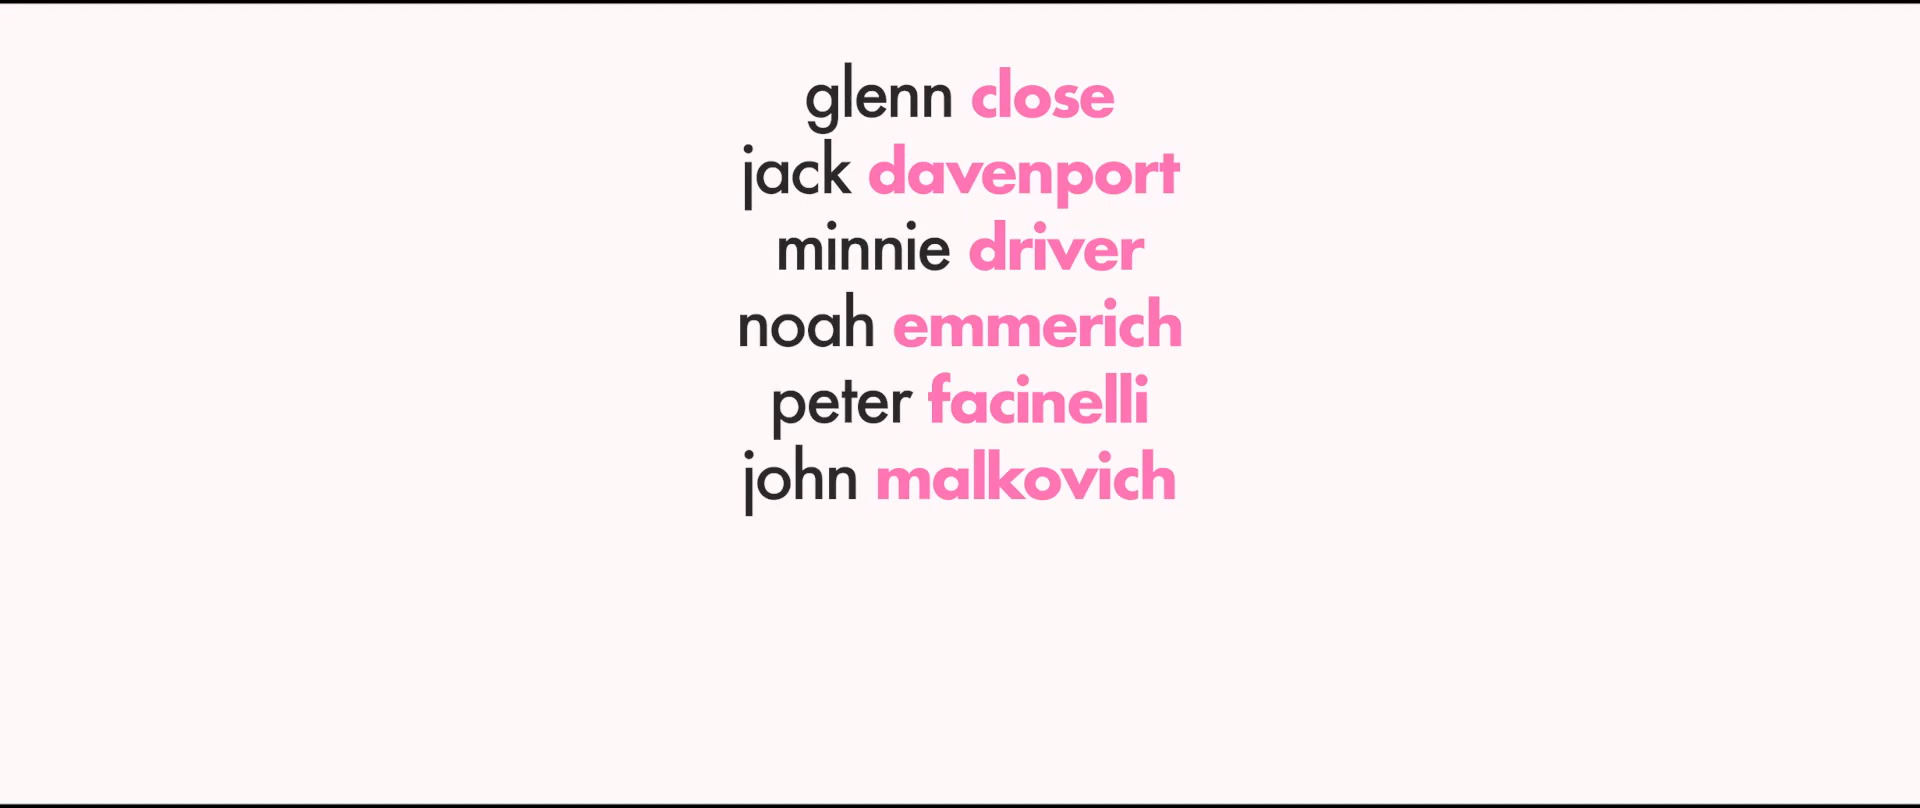 glenn close
jack davenport
minnie driver
noah emmerich
peter facinelli
john malkovich